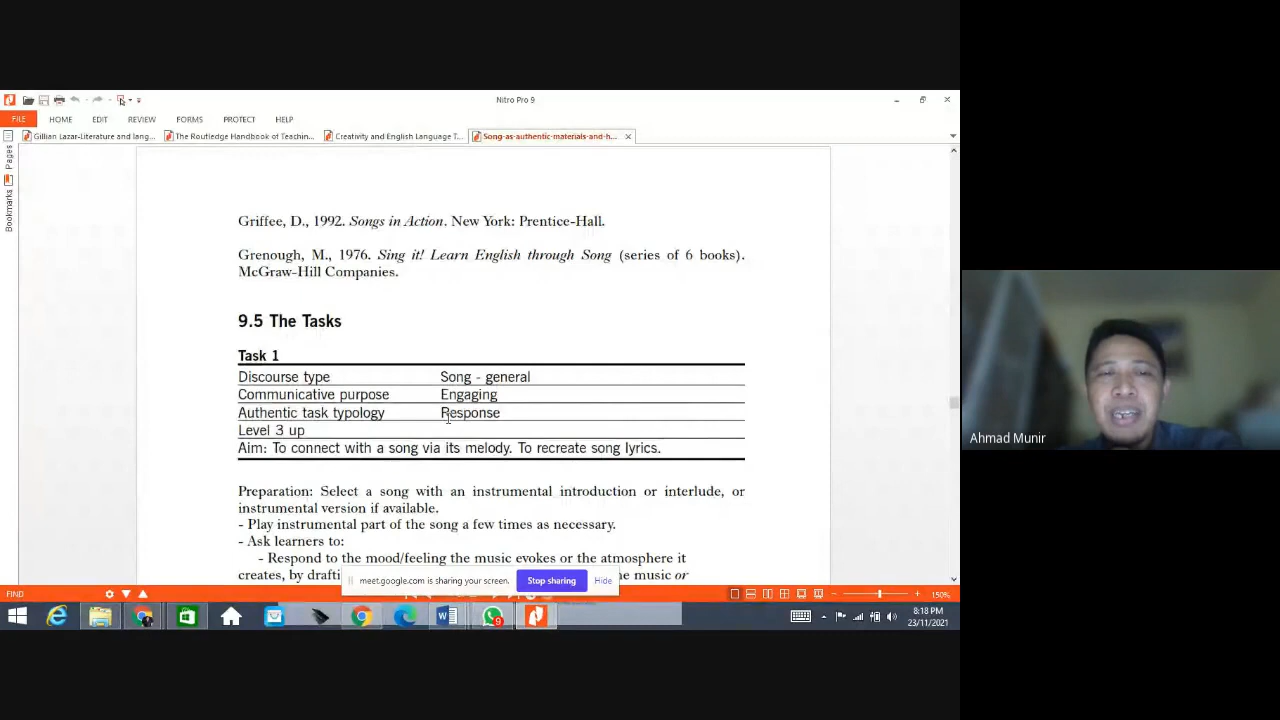 Nitro Pro 9
FILE HOME EDIT REVIEW FORMS PROTECT HELP
Gillian Lazar-Literature and lang... The Routledge Handbook of Teachin... Creativity and English Language T... Song-as-authentic-materials-and-h...
Pages
Bookmarks
Griffee, D., 1992. Songs in Action. New York: Prentice-Hall.
Grenough, M., 1976. Sing it! Learn English through Song (series of 6 books).
McGraw-Hill Companies.
9.5 The Tasks
Task 1
Discourse type Song - general
Communicative purpose Engaging
Authentic task typology Response
Level 3 up
Aim: To connect with a song via its melody. To recreate song lyrics.
Preparation: Select a song with an instrumental introduction or interlude, or
instrumental version if available.
- Play instrumental part of the song a few times as necessary.
- Ask learners to:
- Respond to the mood/feeling the music evokes or the atmosphere it
creates, by drafti
music or
meet.google.com is sharing your screen. Stop sharing Hide
FIND
150%
9
8:18 PM
23/11/2021
Ahmad Munir